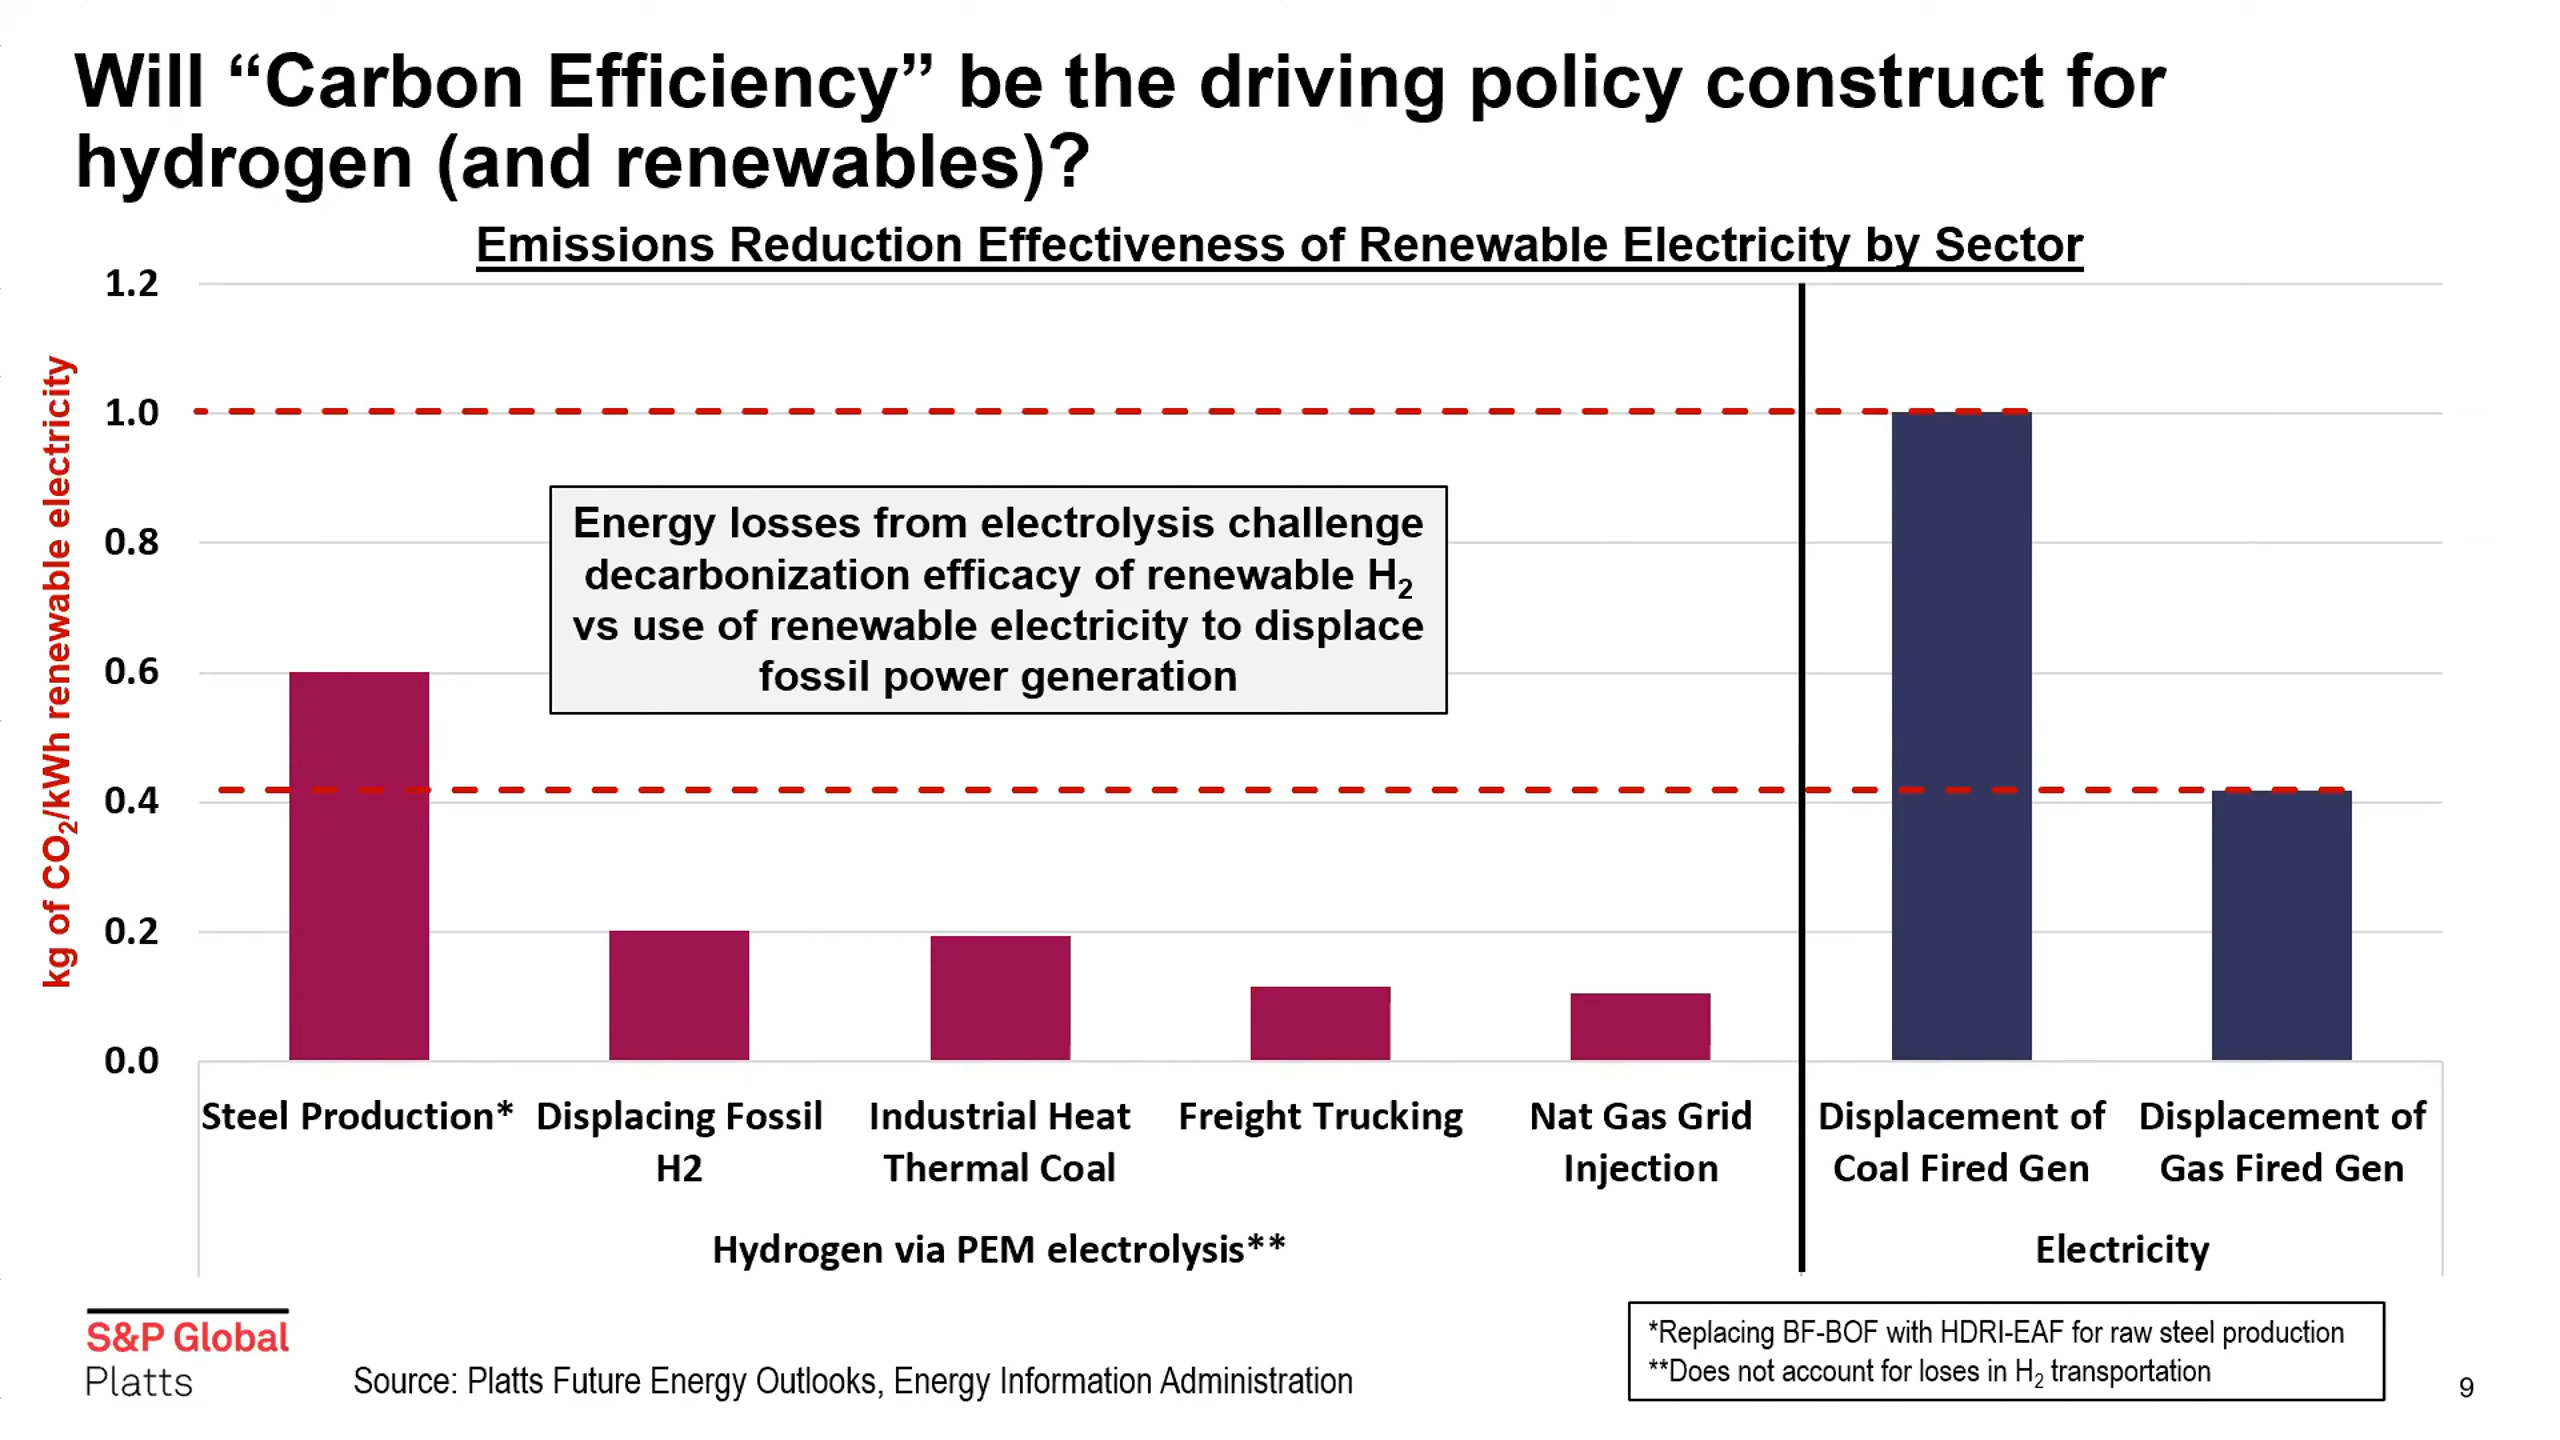 Will “Carbon Efficiency” be the driving policy construct for
hydrogen (and renewables)?
Emissions Reduction Effectiveness of Renewable Electricity by Sector
kg of CO2/kWh renewable electricity
1.2
1.0
0.8
0.6
0.4
0.2
0.0
Energy losses from electrolysis challenge
decarbonization efficacy of renewable H2
vs use of renewable electricity to displace
fossil power generation
Steel Production*
Displacing Fossil
H2
Industrial Heat
Thermal Coal
Freight Trucking
Nat Gas Grid
Injection
Displacement of
Coal Fired Gen
Displacement of
Gas Fired Gen
Hydrogen via PEM electrolysis**
Electricity
S&P Global
Platts
Source: Platts Future Energy Outlooks, Energy Information Administration
*Replacing BF-BOF with HDRI-EAF for raw steel production
**Does not account for loses in H2 transportation
9